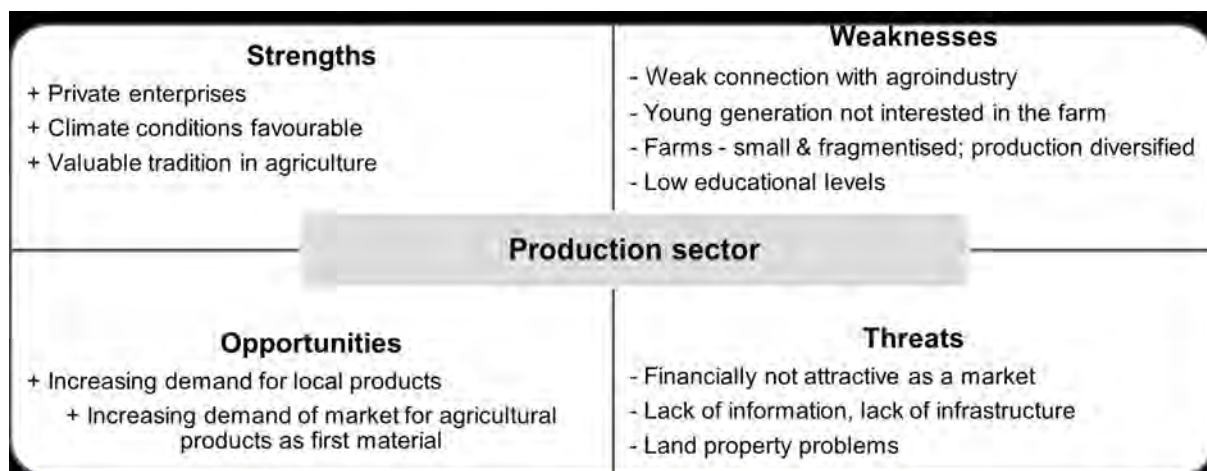 Strengths
+ Private enterprises
+ Climate conditions favourable
+ Valuable tradition in agriculture
Weaknesses
- Weak connection with agroindustry
- Young generation not interested in the farm
- Farms - small & fragmentised; production diversified
- Low educational levels
Production sector
Opportunities
+ Increasing demand for local products
+ Increasing demand of market for agricultural
products as first material
Threats
- Financially not attractive as a market
- Lack of information, lack of infrastructure
- Land property problems